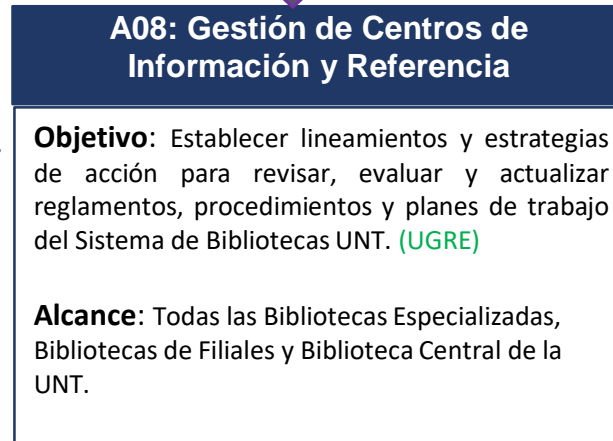 A08: Gestión de Centros de
Información y Referencia
Objetivo: Establecer lineamientos y estrategias
de acción para revisar, evaluar y actualizar
reglamentos, procedimientos y planes de trabajo
del Sistema de Bibliotecas UNT. (UGRE)
Alcance: Todas las Bibliotecas Especializadas,
Bibliotecas de Filiales y Biblioteca Central de la
UNT.